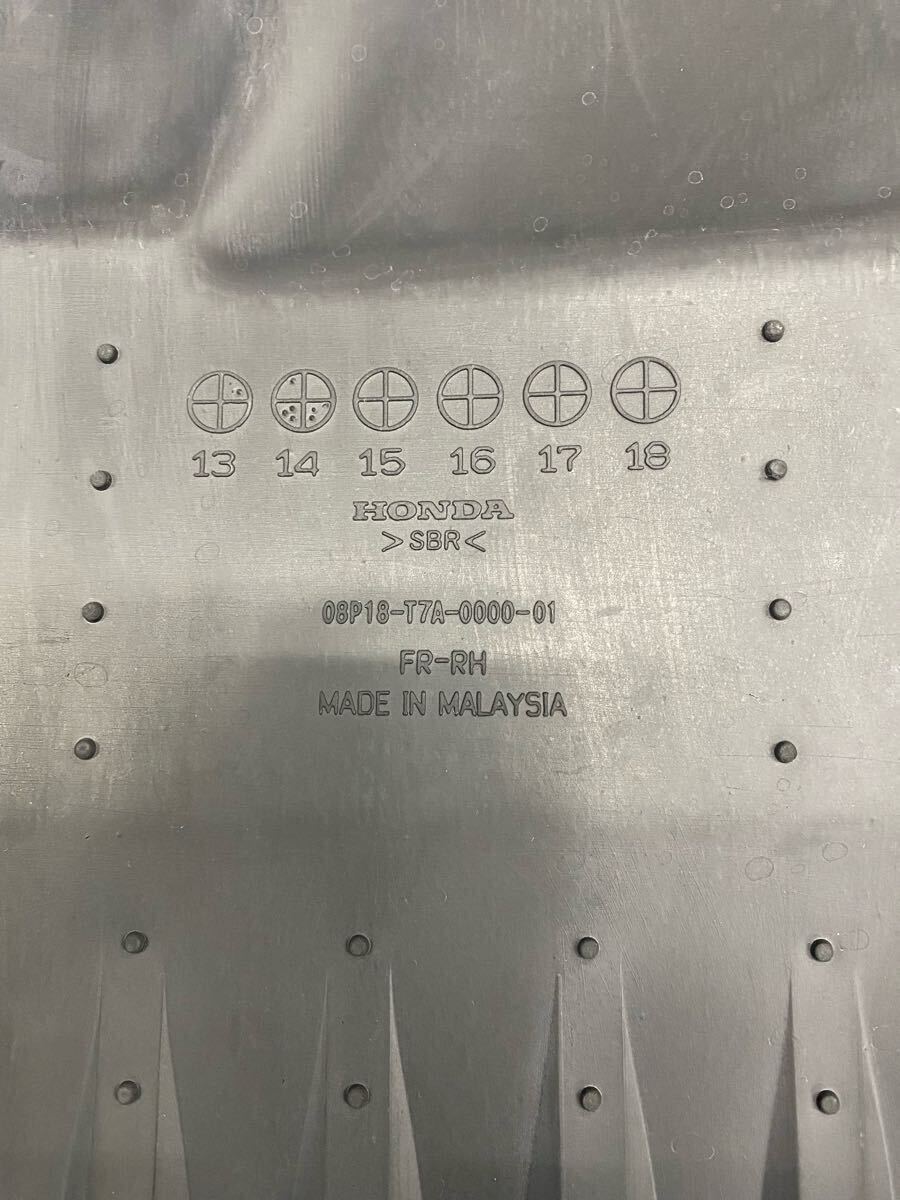 13 14 15 16 17 18
HONDA
>SBR<
08P18-T7A-0000-01
FR-RH
MADE IN MALAYSIA